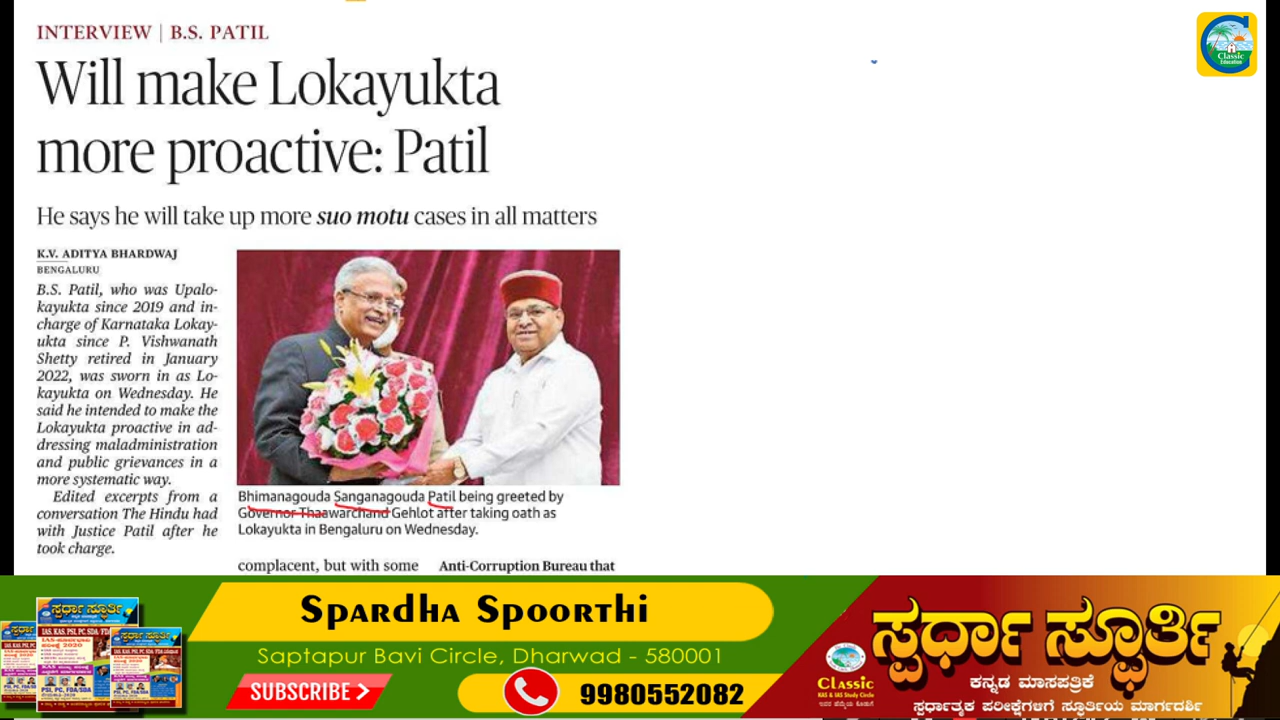 INTERVIEW | B.S. PATIL
Will make Lokayukta
more proactive: Patil
He says he will take up more suo motu cases in all matters
K.V. ADITYA BHARDWAJ
BENGALURU
B.S. Patil, who was Upalo-
kayukta since 2019 and in-
charge of Karnataka Lokay-
ukta since P. Vishwanath
Shetty retired in January
2022, was sworn in as Lo-
kayukta on Wednesday. He
said he intended to make the
Lokayukta proactive in ad-
dressing maladministration
and public grievances in a
more systematic way.
Edited excerpts from a
conversation The Hindu had
with Justice Patil after he
took charge.
Bhimanagouda Sanganagouda Patil being greeted by
Governor Thaawarchand Gehlot after taking oath as
Lokayukta in Bengaluru on Wednesday.
complacent, but with some
Anti-Corruption Bureau that
Classic
Education
Spardha Spoorthi
Saptapur Bavi Circle, Dharwad - 580001
SUBSCRIBE
9980552082
ಸ್ಪರ್ಧಾ ಸ್ಫೂರ್ತಿ
ಕನ್ನಡ ಮಾಸಪತ್ರಿಕೆ
ಸ್ಪರ್ಧಾತ್ಮಕ ಪರೀಕ್ಷೆಗಳಿಗೆ ಸ್ಫೂರ್ತಿಯ ಮಾರ್ಗದರ್ಶಿ
Classic
KAS & IAS Study Circle